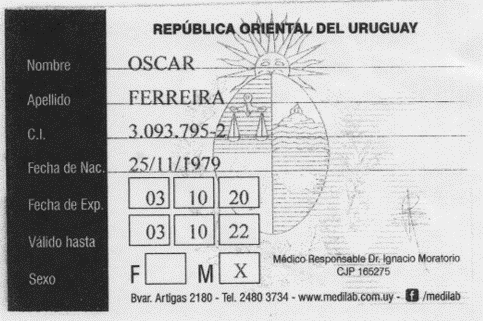 REPÚBLICA ORIENTAL DEL URUGUAY
Nombre OSCAR
Apellido FERREIRA
C.I. 3.093.795-2
Fecha de Nac. 25/11/1979
Fecha de Exp. 03 10 20
Válido hasta 03 10 22
Sexo F M X
Médico Responsable Dr. Ignacio Moratorio
CJP 165275
Bvar. Artigas 2180 - Tel. 2480 3734 - www.medilab.com.uy - f /medilab